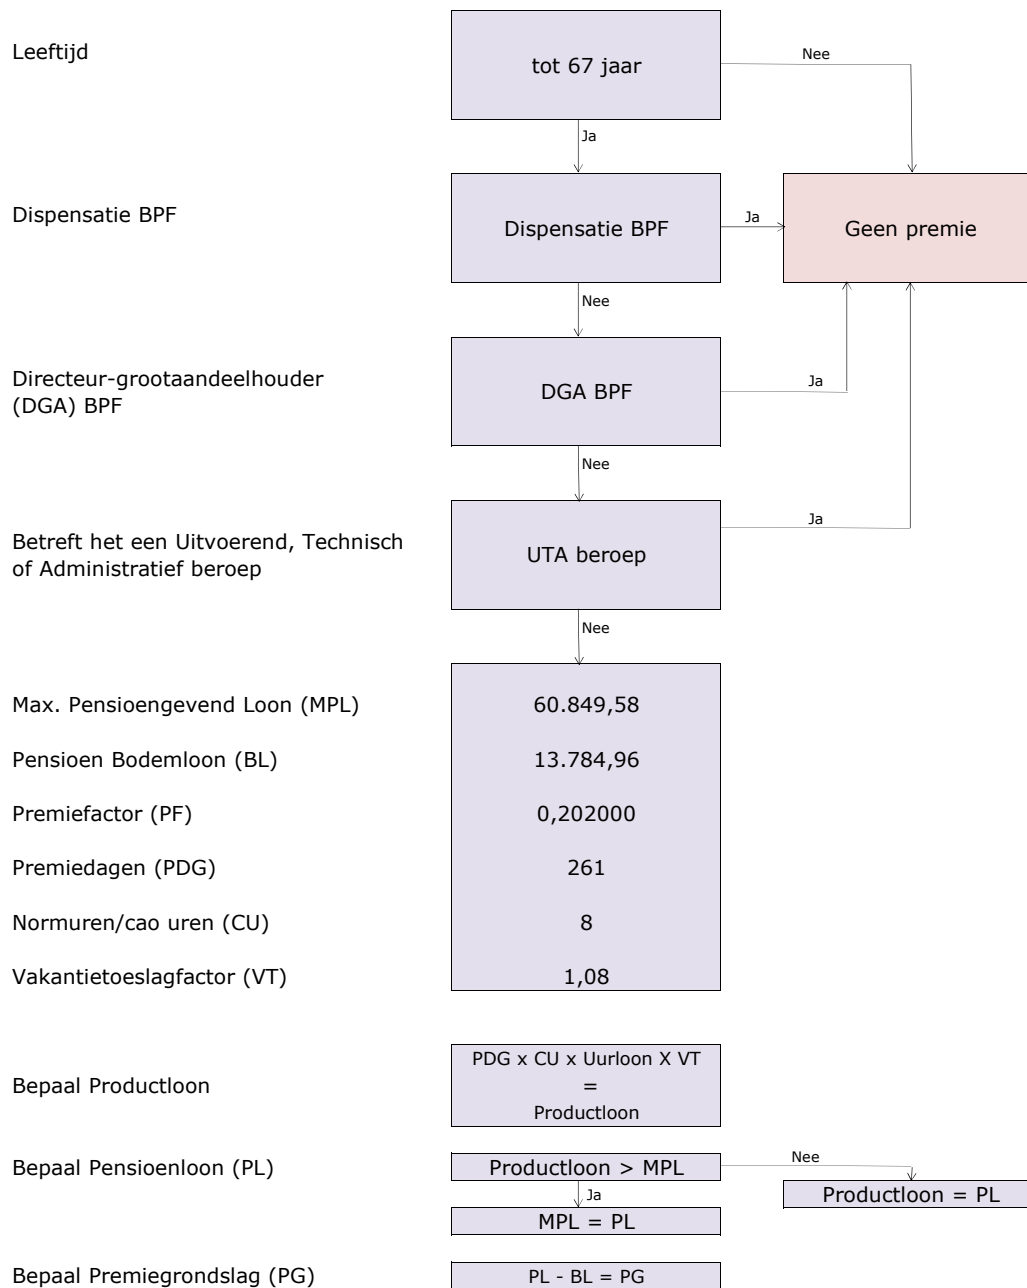 Leeftijd
tot 67 jaar
Nee
Ja
Dispensatie BPF
Dispensatie BPF
Ja
Geen premie
Nee
Directeur-grootaandeelhouder
(DGA) BPF
DGA BPF
Ja
Nee
Betreft het een Uitvoerend, Technisch
of Administratief beroep
UTA beroep
Ja
Nee
Max. Pensioengevend Loon (MPL)
60.849,58
Pensioen Bodemloon (BL)
13.784,96
Premiefactor (PF)
0,202000
Premiedagen (PDG)
261
Normuren/cao uren (CU)
8
Vakantietoeslagfactor (VT)
1,08
Bepaal Productloon
PDG x CU x Uurloon X VT
=
Productloon
Bepaal Pensioenloon (PL)
Productloon > MPL
Nee
Productloon = PL
Ja
MPL = PL
Bepaal Premiegrondslag (PG)
PL - BL = PG